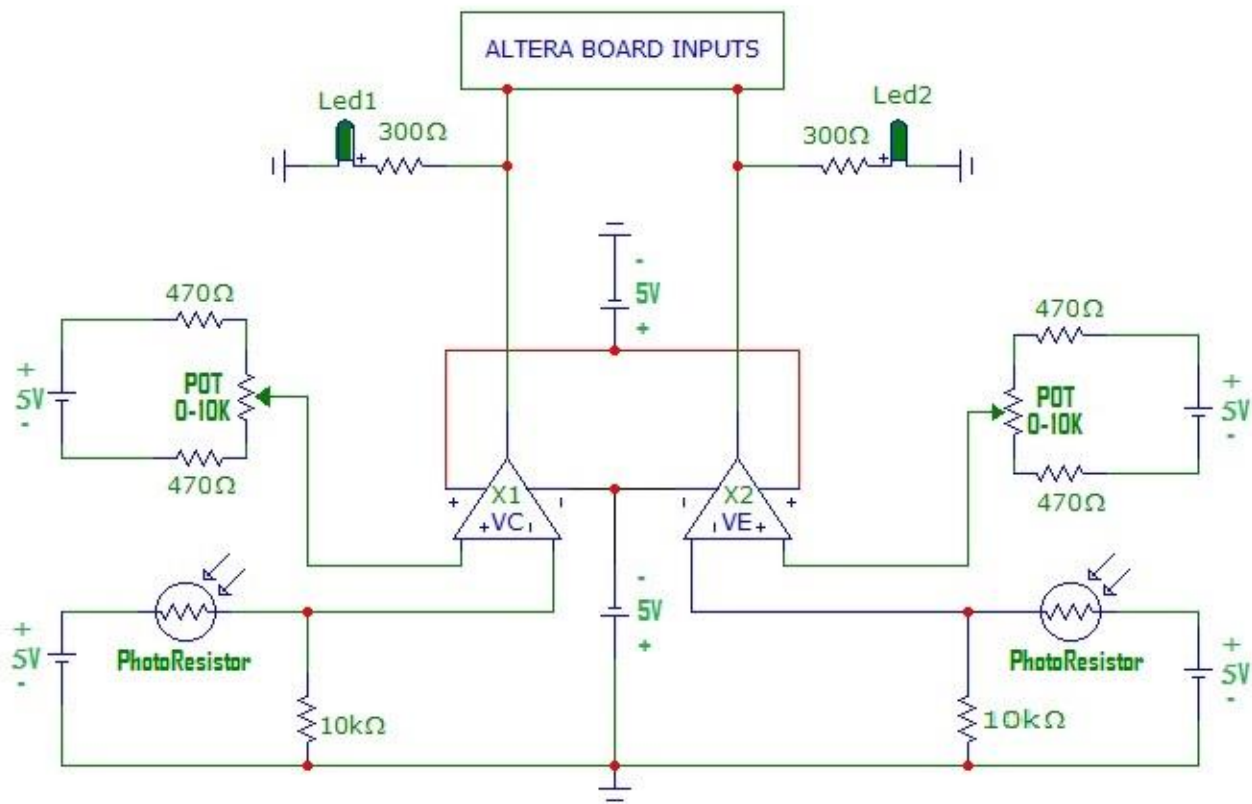 ALTERA BOARD INPUTS
Led1
Led2
300Ω
300Ω
+
+
-
5V
+
470Ω
470Ω
+
5V
-
POT
0-10K
POT
0-10K
+
5V
-
470Ω
470Ω
+
X1
-
-
X2
+
+
VC
-
-
VE
+
-
5V
+
+
5V
-
PhotoResistor
PhotoResistor
+
5V
-
10kΩ
10kΩ